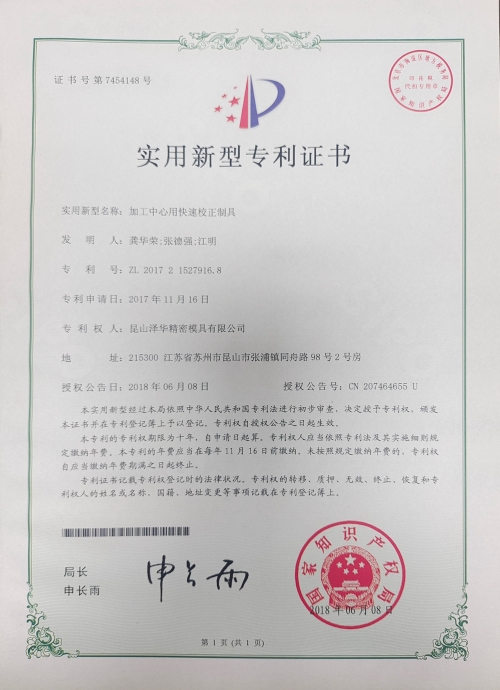 证书号第7454148号
实用新型专利证书
实用新型名称：加工中心用快速校正制具
发明人：龚华荣;张德强;江明
专利号：ZL 2017 2 1527916.8
专利申请日：2017年11月16日
专利权人：昆山泽华精密模具有限公司
地址：215300 江苏省苏州市昆山市张浦镇同舟路98号2号房
授权公告日：2018年06月08日 授权公告号：CN 207464655 U
本实用新型经过本局依照中华人民共和国专利法进行初步审查，决定授予专利权，颁发
本证书并在专利登记簿上予以登记。专利权自授权公告之日起生效。
本专利的专利权期限为十年，自申请日起算。专利权人应当依照专利法及其实施细则规
定缴纳年费。本专利的年费应当在每年11月16日前缴纳。未按照规定缴纳年费的，专利权
自应当缴纳年费期满之日起终止。
专利证书记载专利权登记时的法律状况。专利权的转移、质押、无效、终止、恢复和专
利权人的姓名或名称、国籍、地址变更等事项记载在专利登记簿上。
局长
申长雨
申长雨
国家知识产权局
2018年06月08日
第1页(共1页)